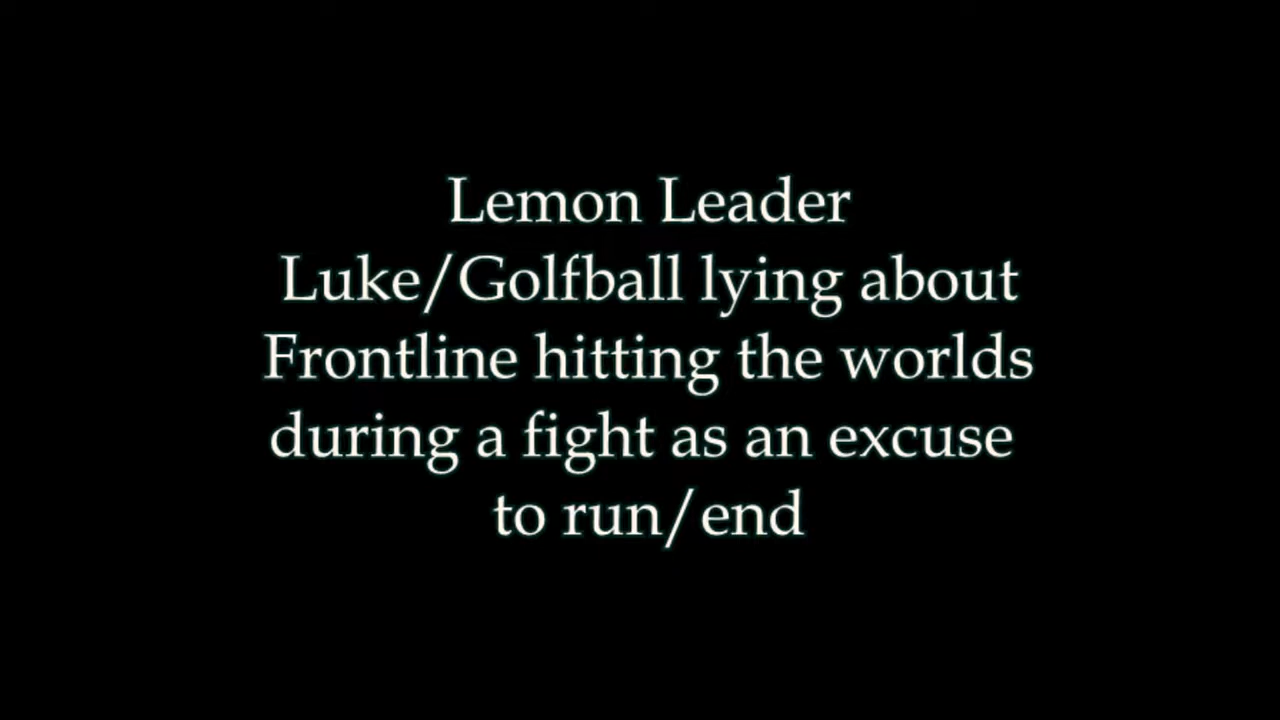 Lemon Leader
Luke/Golfball lying about
Frontline hitting the worlds
during a fight as an excuse
to run/end